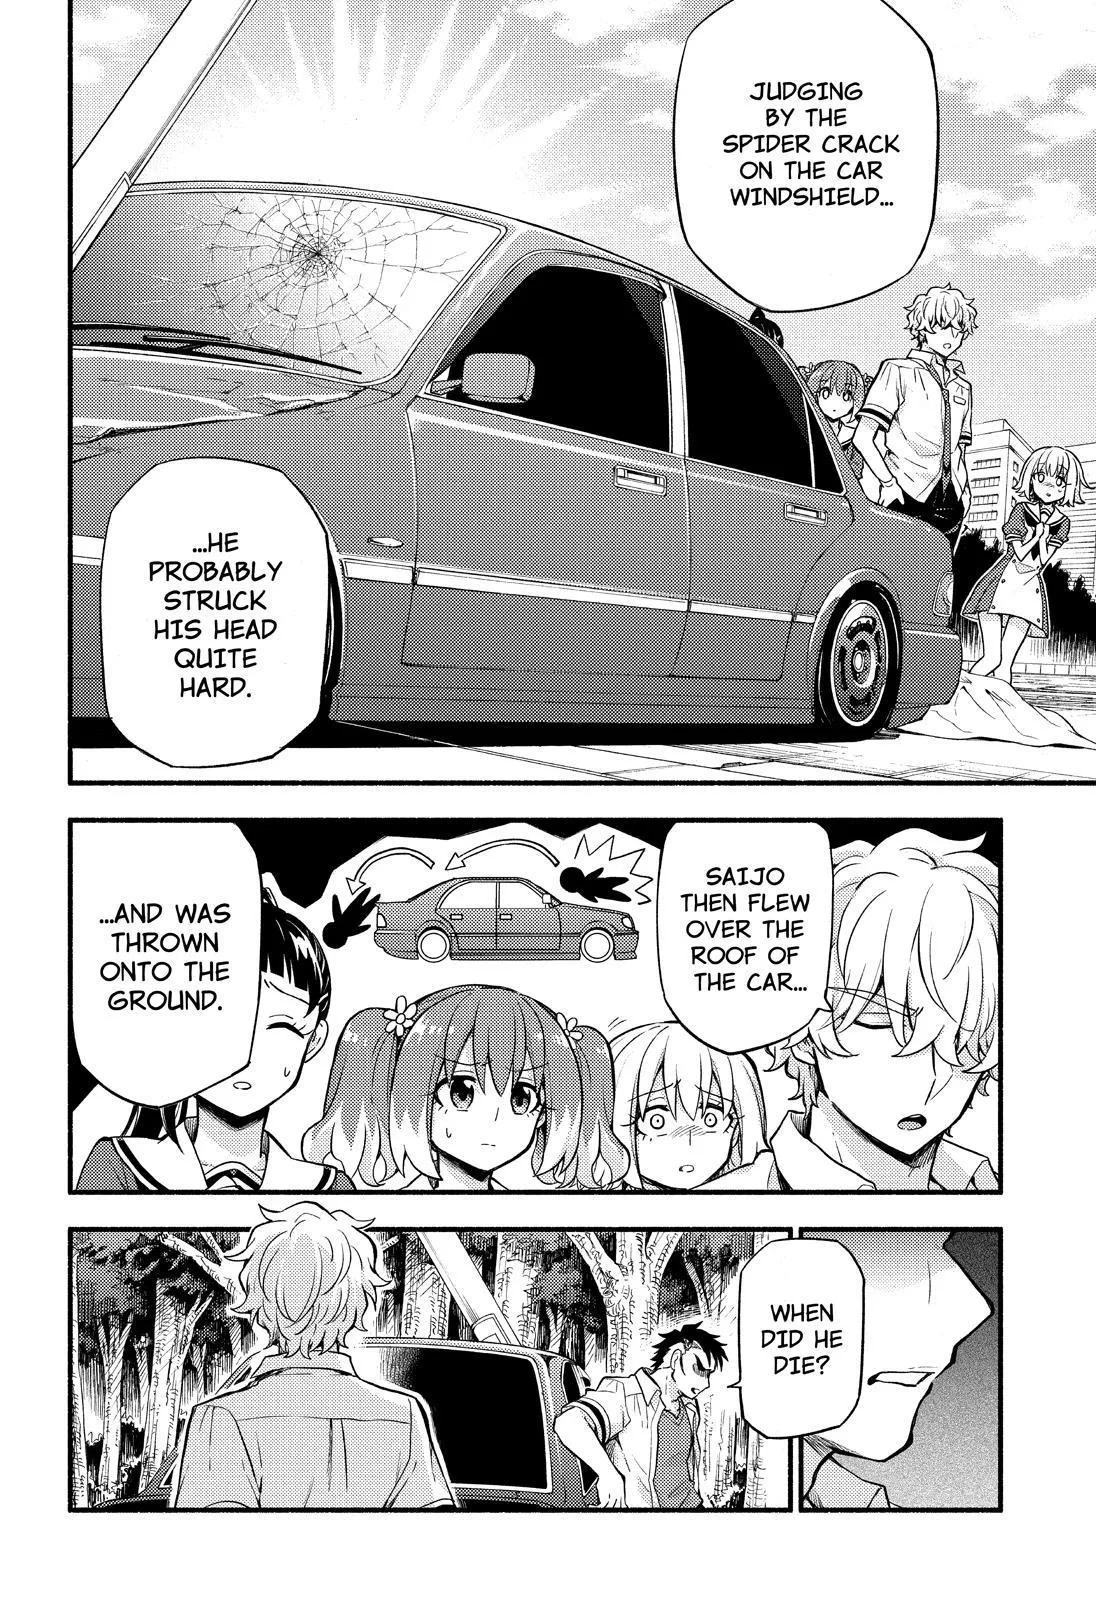 JUDGING
BY THE
SPIDER CRACK
ON THE CAR
WINDSHIELD...
...HE
PROBABLY
STRUCK
HIS HEAD
QUITE
HARD.
SAIJO
THEN FLEW
OVER THE
ROOF OF
THE CAR...
...AND WAS
THROWN
ONTO THE
GROUND.
WHEN
DID HE
DIE?